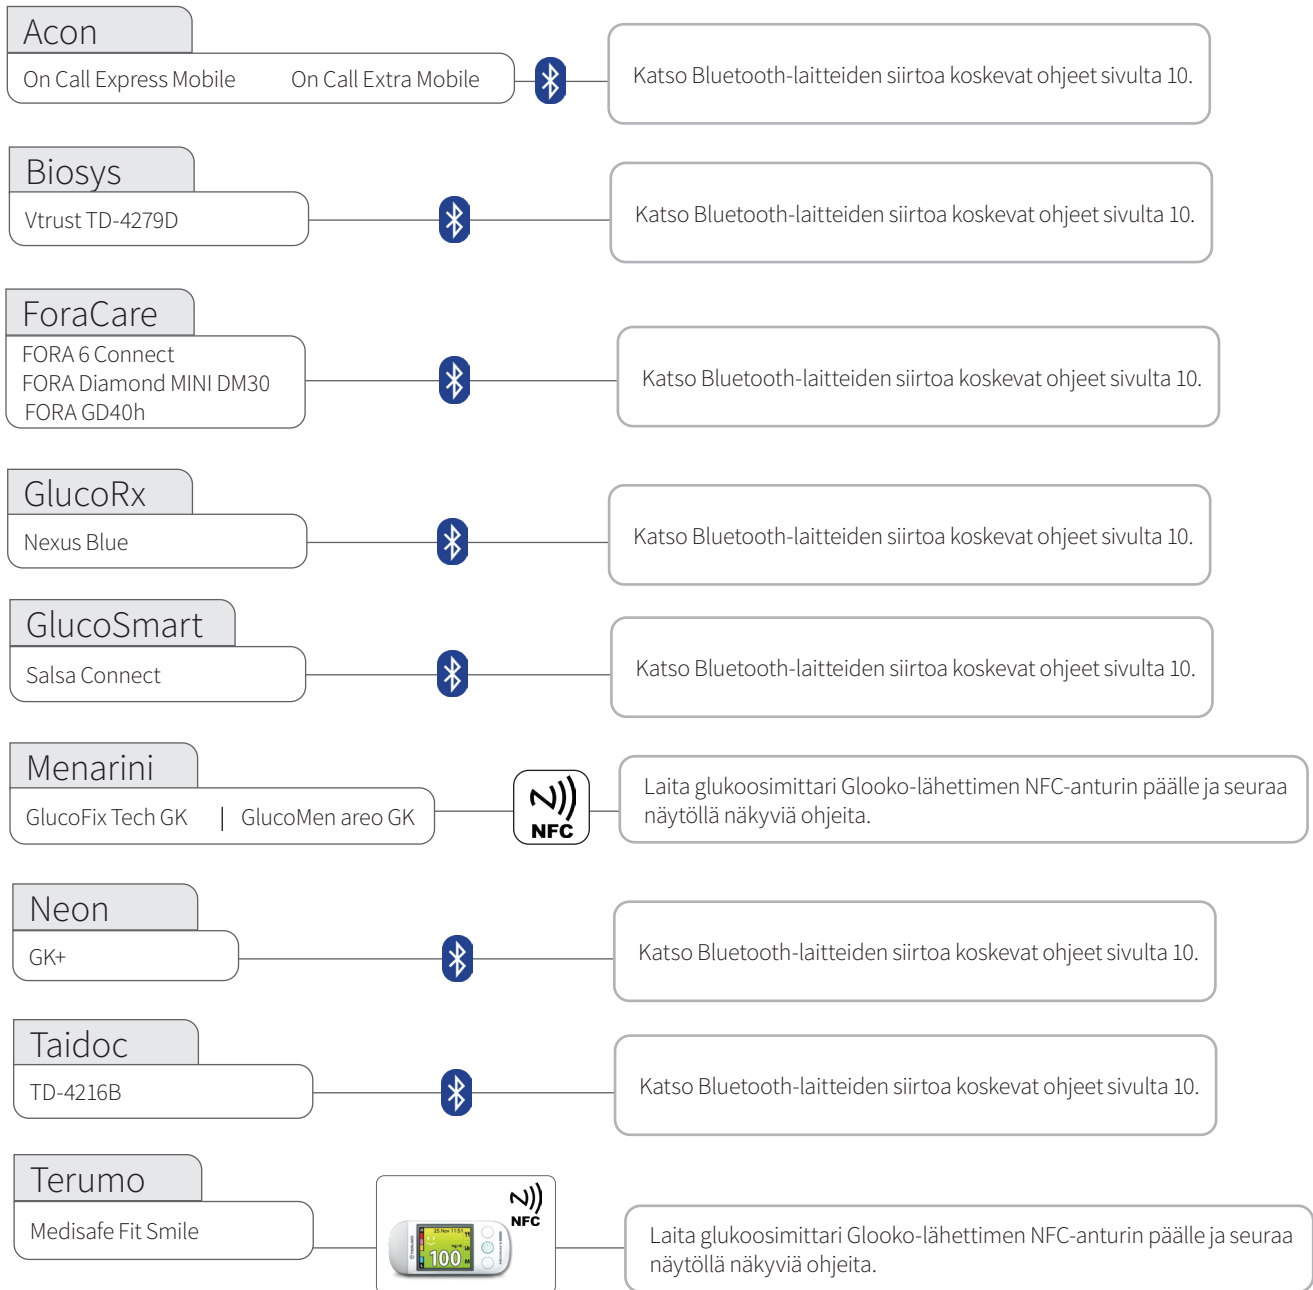 Acon
On Call Express Mobile On Call Extra Mobile
Katso Bluetooth-laitteiden siirtoa koskevat ohjeet sivulta 10.
Biosys
Vtrust TD-4279D
Katso Bluetooth-laitteiden siirtoa koskevat ohjeet sivulta 10.
ForaCare
FORA 6 Connect
FORA Diamond MINI DM30
FORA GD40h
Katso Bluetooth-laitteiden siirtoa koskevat ohjeet sivulta 10.
GlucoRx
Nexus Blue
Katso Bluetooth-laitteiden siirtoa koskevat ohjeet sivulta 10.
GlucoSmart
Salsa Connect
Katso Bluetooth-laitteiden siirtoa koskevat ohjeet sivulta 10.
Menarini
GlucoFix Tech GK | GlucoMen areo GK
NFC
Laita glukoosimittari Glooko-lähettimen NFC-anturin päälle ja seuraa
näytöllä näkyviä ohjeita.
Neon
GK+
Katso Bluetooth-laitteiden siirtoa koskevat ohjeet sivulta 10.
Taidoc
TD-4216B
Katso Bluetooth-laitteiden siirtoa koskevat ohjeet sivulta 10.
Terumo
Medisafe Fit Smile
NFC
25.Nov 11:51
100
TERUMO
Laita glukoosimittari Glooko-lähettimen NFC-anturin päälle ja seuraa
näytöllä näkyviä ohjeita.